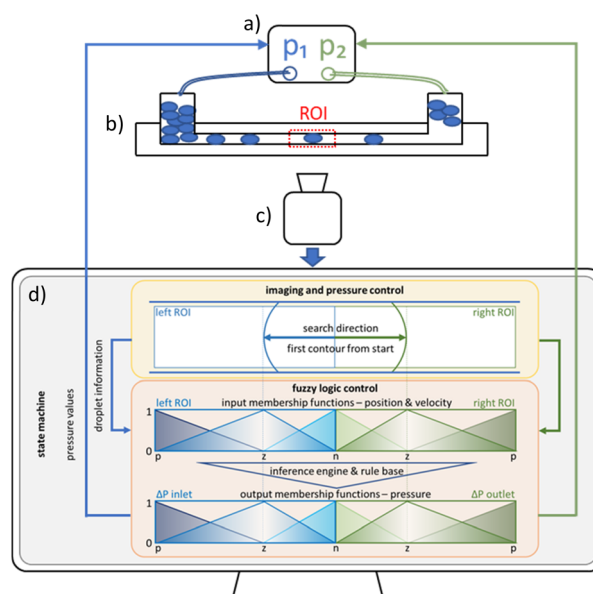 a)
p1 p2
b)
ROI
c)
d)
imaging and pressure control
left ROI
right ROI
search direction
first contour from start
state machine
pressure values
droplet information
fuzzy logic control
left ROI
input membership functions – position & velocity
right ROI
1
0
p z n z p
inference engine & rule base
ΔP inlet
output membership functions – pressure
ΔP outlet
1
0
p z n z p